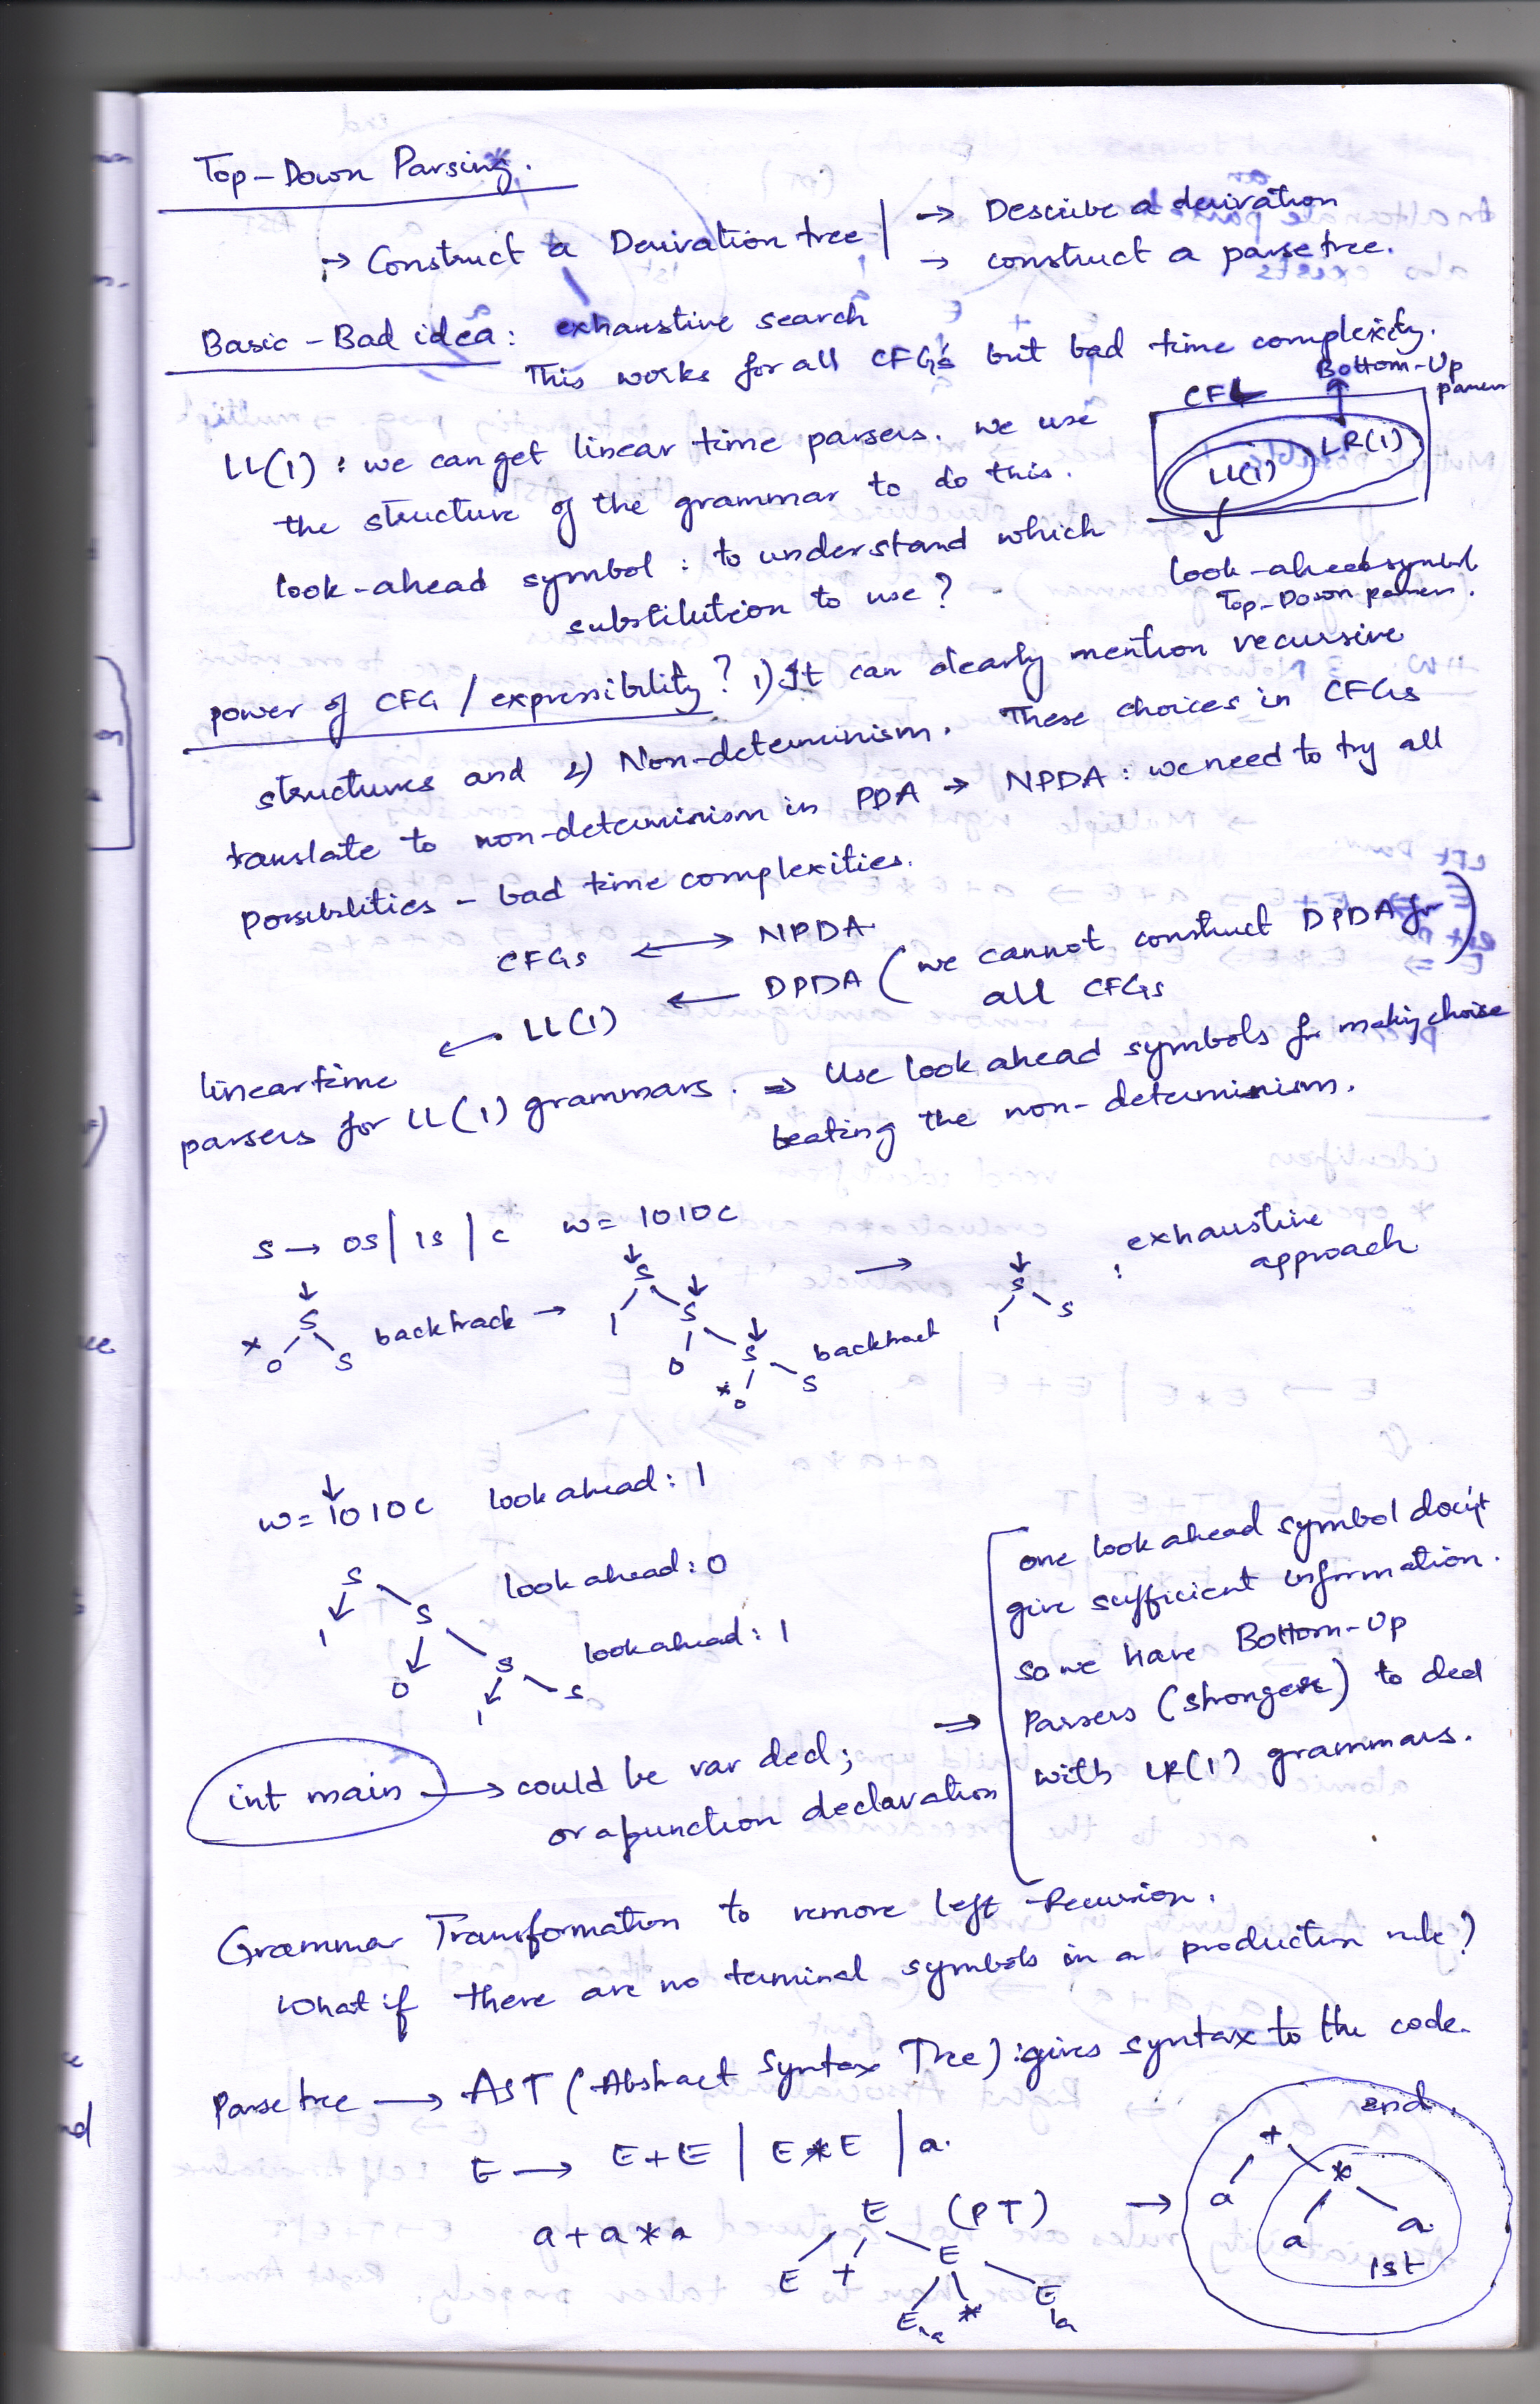 Top-Down Parsing.
→ Construct a Derivation tree | → Describe a derivation
→ construct a parse tree.
Basic-Bad idea: exhaustive search
This works for all CFGs but bad time complexity.
LL(1): we can get linear time parsers. we use
the structure of the grammar to do this.
look-ahead symbol: to understand which
substitution to use?
CFL
Bottom-Up
parsers
LL(1)
LR(1)
look-ahead symbol
Top-Down parsers.
power of CFG / expressibility? 1) It can clearly mention recursive
structures and 2) Non-determinism. These choices in CFGs
translate to non-determinism in PDA → NPDA: we need to try all
possibilities - bad time complexities.
CFGs ↔ NPDA
← DPDA (we cannot construct DPDA for
all CFGs)
← LL(1)
linear time
parsers for LL(1) grammars. ⇒ Use look ahead symbols for making choice
beating the non-determinism.
S → 0S | 1S | c w = 1010c
S
* 0 S backtrack →
S
1 S
0 S
* 0 S backtrack
→
S
1 S
: exhaustive
approach
w = 1010c look ahead: 1
S look ahead: 0
1 S
0 S look ahead: 1
1 S
int main → could be var decl;
or a function declaration
⇒ one look ahead symbol doesn't
give sufficient information.
so we have Bottom-Up
Parsers (stronger) to deal
with LR(1) grammars.
Grammar Transformation to remove left-Recursion.
What if there are no terminal symbols in a production rule?
Parse tree → AST (Abstract Syntax Tree): gives syntax to the code.
E → E+E | E*E | a.
a+a*a
E (PT)
E + E
E * E
a a
→
2nd.
+
a *
a a
1st